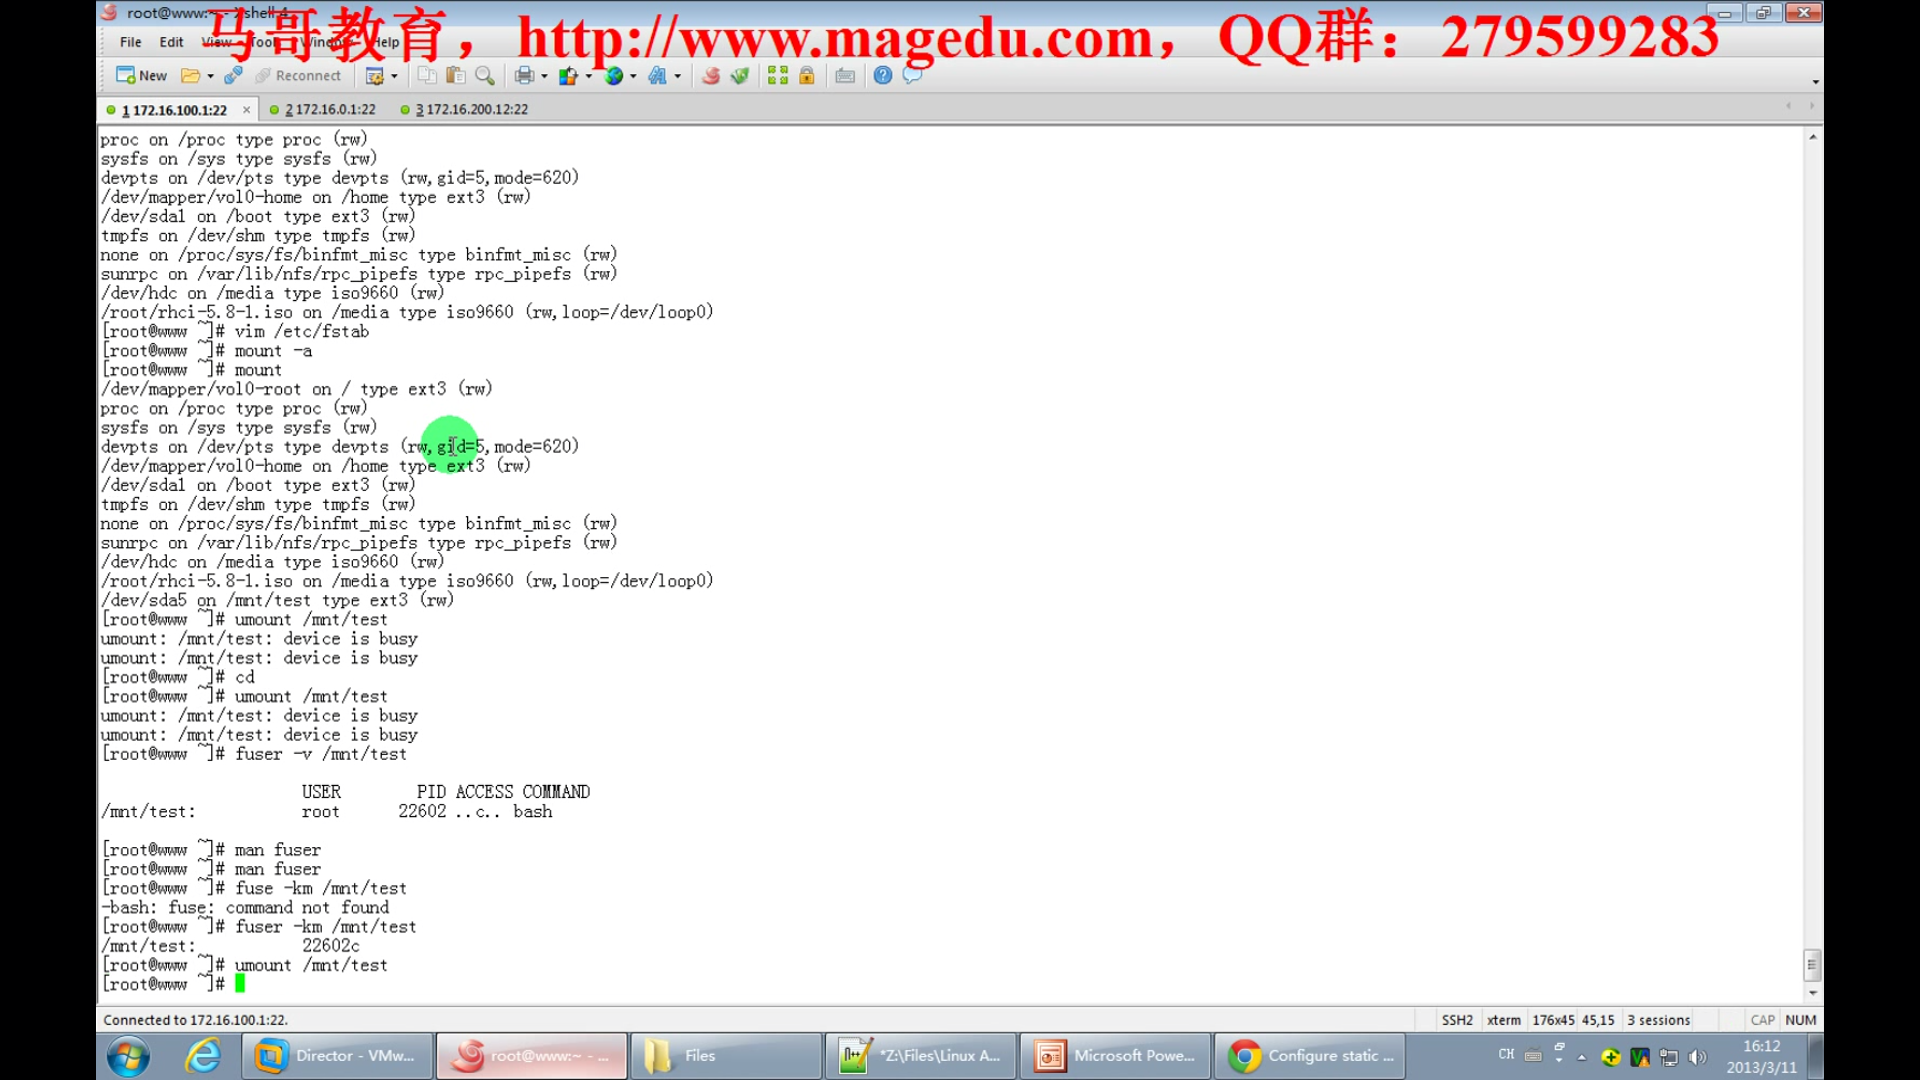 root@www:~ - Xshell 4
马哥教育，http://www.magedu.com，QQ群：279599283
File Edit View Tools Window Help
New Reconnect
1 172.16.100.1:22 2 172.16.0.1:22 3 172.16.200.12:22
proc on /proc type proc (rw)
sysfs on /sys type sysfs (rw)
devpts on /dev/pts type devpts (rw,gid=5,mode=620)
/dev/mapper/vol0-home on /home type ext3 (rw)
/dev/sda1 on /boot type ext3 (rw)
tmpfs on /dev/shm type tmpfs (rw)
none on /proc/sys/fs/binfmt_misc type binfmt_misc (rw)
sunrpc on /var/lib/nfs/rpc_pipefs type rpc_pipefs (rw)
/dev/hdc on /media type iso9660 (rw)
/root/rhci-5.8-1.iso on /media type iso9660 (rw,loop=/dev/loop0)
[root@www ~]# vim /etc/fstab
[root@www ~]# mount -a
[root@www ~]# mount
/dev/mapper/vol0-root on / type ext3 (rw)
proc on /proc type proc (rw)
sysfs on /sys type sysfs (rw)
devpts on /dev/pts type devpts (rw,gid=5,mode=620)
/dev/mapper/vol0-home on /home type ext3 (rw)
/dev/sda1 on /boot type ext3 (rw)
tmpfs on /dev/shm type tmpfs (rw)
none on /proc/sys/fs/binfmt_misc type binfmt_misc (rw)
sunrpc on /var/lib/nfs/rpc_pipefs type rpc_pipefs (rw)
/dev/hdc on /media type iso9660 (rw)
/root/rhci-5.8-1.iso on /media type iso9660 (rw,loop=/dev/loop0)
/dev/sda5 on /mnt/test type ext3 (rw)
[root@www ~]# umount /mnt/test
umount: /mnt/test: device is busy
umount: /mnt/test: device is busy
[root@www ~]# cd
[root@www ~]# umount /mnt/test
umount: /mnt/test: device is busy
umount: /mnt/test: device is busy
[root@www ~]# fuser -v /mnt/test
USER PID ACCESS COMMAND
/mnt/test: root 22602 ..c.. bash
[root@www ~]# man fuser
[root@www ~]# man fuser
[root@www ~]# fuse -km /mnt/test
-bash: fuse: command not found
[root@www ~]# fuser -km /mnt/test
/mnt/test: 22602c
[root@www ~]# umount /mnt/test
[root@www ~]#
Connected to 172.16.100.1:22. SSH2 xterm 176x45 45,15 3 sessions CAP NUM
Director - VMw... root@www:~ - ... Files *Z:\Files\Linux A... Microsoft Powe... Configure static ... CH 16:12
2013/3/11